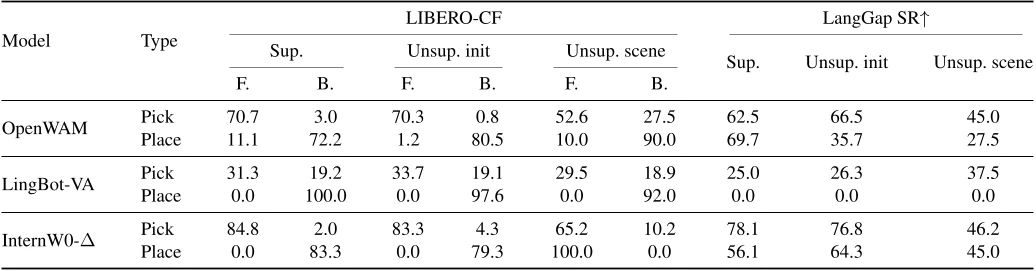 LIBERO-CF LangGap SR↑
Model Type Sup. Unsup. init Unsup. scene Sup. Unsup. init Unsup. scene
F. B. F. B. F. B.
OpenWAM Pick 70.7 3.0 70.3 0.8 52.6 27.5 62.5 66.5 45.0
Place 11.1 72.2 1.2 80.5 10.0 90.0 69.7 35.7 27.5
LingBot-VA Pick 31.3 19.2 33.7 19.1 29.5 18.9 25.0 26.3 37.5
Place 0.0 100.0 0.0 97.6 0.0 92.0 0.0 0.0 0.0
InternW0-Δ Pick 84.8 2.0 83.3 4.3 65.2 10.2 78.1 76.8 46.2
Place 0.0 83.3 0.0 79.3 100.0 0.0 56.1 64.3 45.0